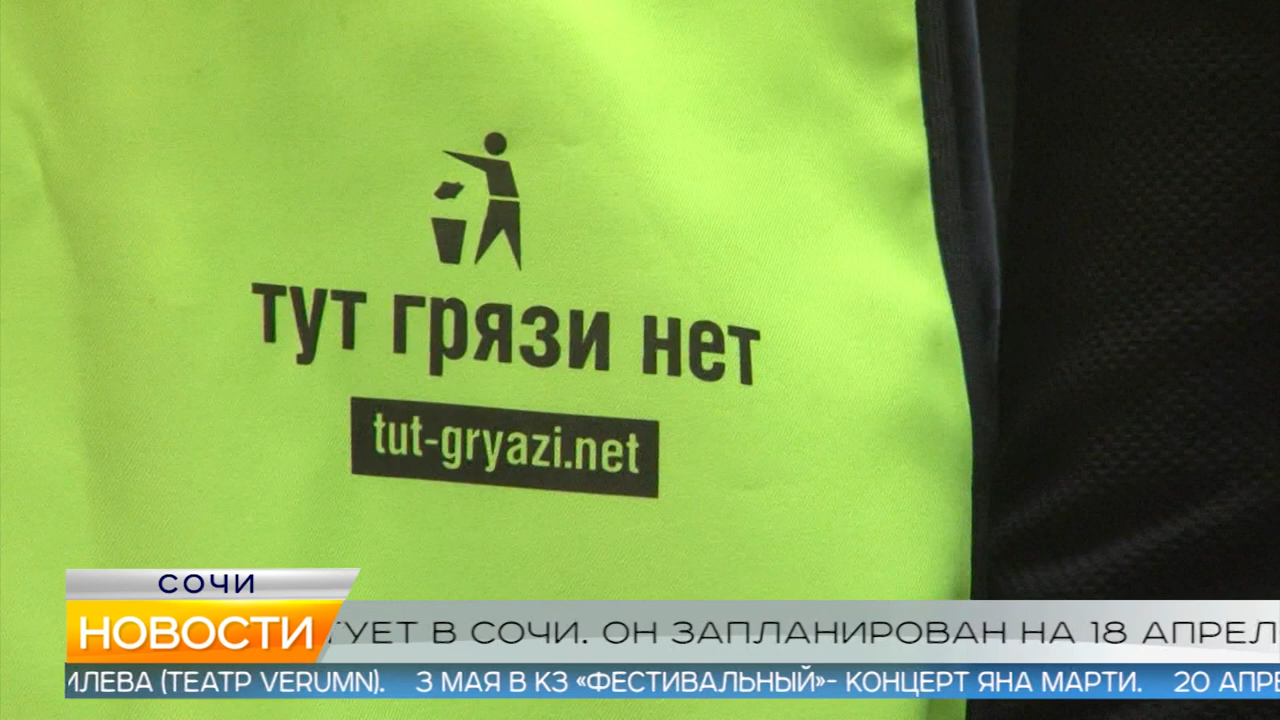 тут грязи нет
tut-gryazi.net
СОЧИ
НОВОСТИ
ТУЕТ В СОЧИ. ОН ЗАПЛАНИРОВАН НА 18 АПРЕЛ
ИЛЕВА (ТЕАТР VERUMN). 3 МАЯ В КЗ «ФЕСТИВАЛЬНЫЙ»- КОНЦЕРТ ЯНА МАРТИ. 20 АПРЕ